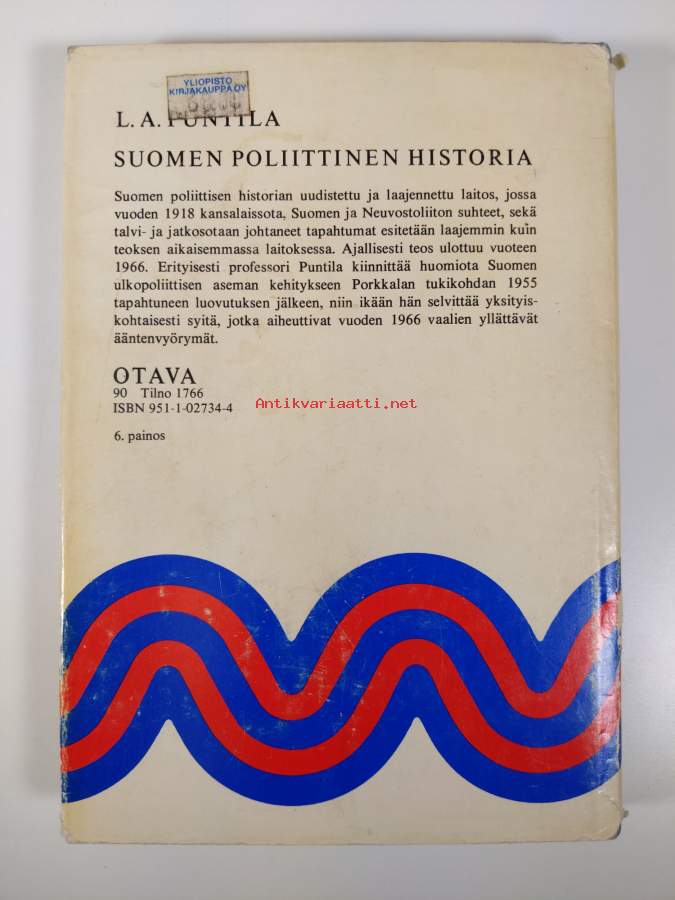 YLIOPISTO
KIRJAKAUPPA OY
L. A. PUNTILA
SUOMEN POLIITTINEN HISTORIA
Suomen poliittisen historian uudistettu ja laajennettu laitos, jossa
vuoden 1918 kansalaissota, Suomen ja Neuvostoliiton suhteet, sekä
talvi- ja jatkosotaan johtaneet tapahtumat esitetään laajemmin kuin
teoksen aikaisemmassa laitoksessa. Ajallisesti teos ulottuu vuoteen
1966. Erityisesti professori Puntila kiinnittää huomiota Suomen
ulkopoliittisen aseman kehitykseen Porkkalan tukikohdan 1955
tapahtuneen luovutuksen jälkeen, niin ikään hän selvittää yksityis-
kohtaisesti syitä, jotka aiheuttivat vuoden 1966 vaalien yllättävät
ääntenvyörymät.
OTAVA
90 Tilno 1766
ISBN 951-1-02734-4
Antikvariaatti.net
6. painos